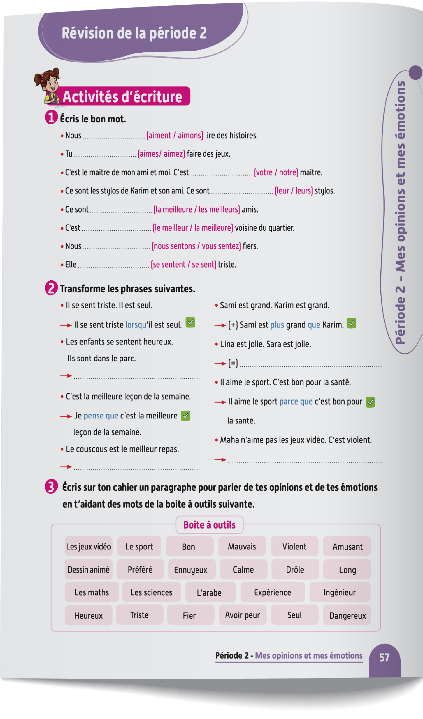 Révision de la période 2
Activités d'écriture
1 Écris le bon mot.
• Nous .......................... (aiment / aimons) lire des histoires.
• Tu .......................... (aimes/ aimez) faire des jeux.
• C'est le maitre de mon ami et moi. C'est .......................... (votre / notre) maitre.
• Ce sont les stylos de Karim et son ami. Ce sont .......................... (leur / leurs) stylos.
• Ce sont .......................... (la meilleure / les meilleurs) amis.
• C'est .......................... (le meilleur / la meilleure) voisine du quartier.
• Nous .......................... (nous sentons / vous sentez) fiers.
• Elle .......................... (se sentent / se sent) triste.
2 Transforme les phrases suivantes.
• Il se sent triste. Il est seul.
→ Il se sent triste lorsqu'il est seul.
• Les enfants se sentent heureux.
Ils sont dans le parc.
→ ..........................
• C'est la meilleure leçon de la semaine.
→ Je pense que c'est la meilleure
leçon de la semaine.
• Le couscous est le meilleur repas.
→ ..........................
• Sami est grand. Karim est grand.
→ (+) Sami est plus grand que Karim.
• Lina est jolie. Sara est jolie.
→ (=) ..........................
• Il aime le sport. C'est bon pour la santé.
→ Il aime le sport parce que c'est bon pour
la santé.
• Maha n'aime pas les jeux vidéo. C'est violent.
→ ..........................
3 Écris sur ton cahier un paragraphe pour parler de tes opinions et de tes émotions
en t'aidant des mots de la boite à outils suivante.
Boite à outils
Les jeux vidéo Le sport Bon Mauvais Violent Amusant
Dessin animé Préféré Ennuyeux Calme Drôle Long
Les maths Les sciences L'arabe Expérience Ingénieur
Heureux Triste Fier Avoir peur Seul Dangereux
Période 2 - Mes opinions et mes émotions 57
Période 2 - Mes opinions et mes émotions